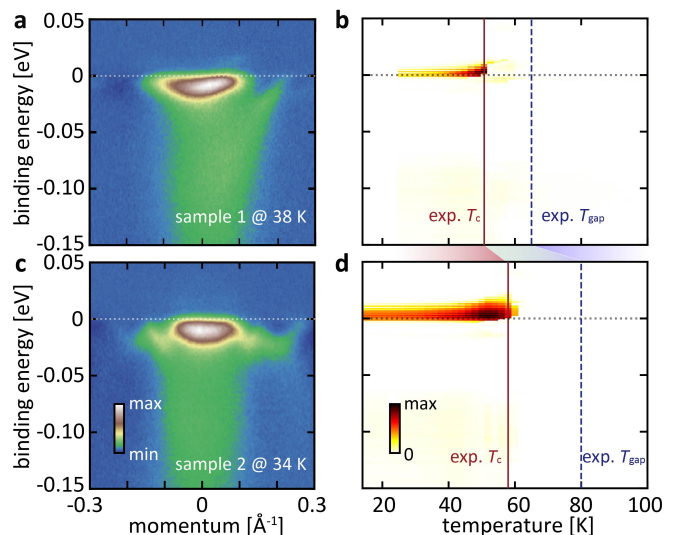 a
b
0.05
0
-0.05
-0.10
-0.15
binding energy [eV]
sample 1 @ 38 K
exp. Tc
exp. Tgap
c
d
0.05
0
-0.05
-0.10
-0.15
binding energy [eV]
max
min
sample 2 @ 34 K
max
0
exp. Tc
exp. Tgap
-0.3
0
0.3
momentum [Å-1]
20
40
60
80
100
temperature [K]